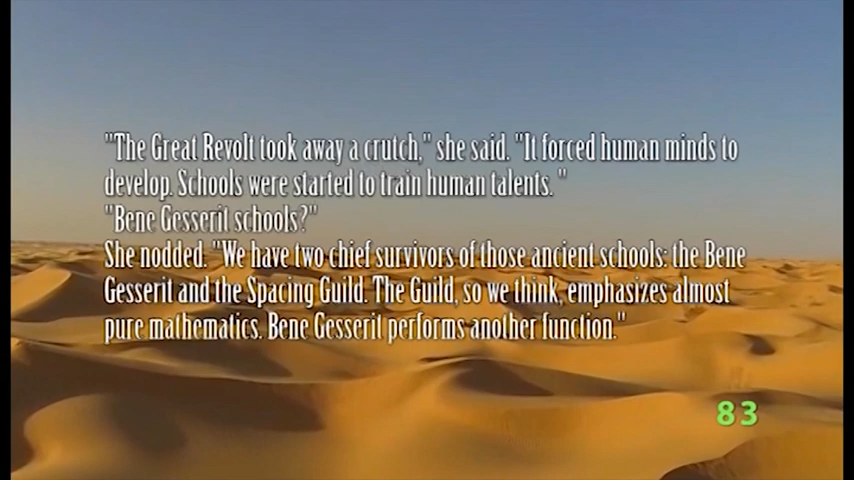 "The Great Revolt took away a crutch," she said. "It forced human minds to
develop. Schools were started to train human talents. "
"Bene Gesserit schools?"
She nodded. "We have two chief survivors of those ancient schools: the Bene
Gesserit and the Spacing Guild. The Guild, so we think, emphasizes almost
pure mathematics. Bene Gesserit performs another function."
83